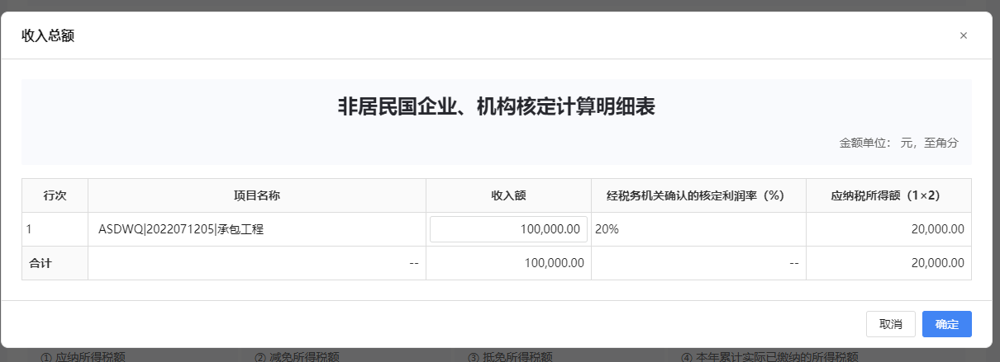 收入总额
×
非居民国企业、机构核定计算明细表
金额单位： 元，至角分
行次 项目名称 收入额 经税务机关确认的核定利润率（%） 应纳税所得额（1×2）
1 ASDWQ|2022071205|承包工程 100,000.00 20% 20,000.00
合计 -- 100,000.00 -- 20,000.00
取消 确定
① 应纳所得税额 ② 减免所得税额 ③ 抵免所得税额 ④ 本年累计实际已缴纳的所得税额